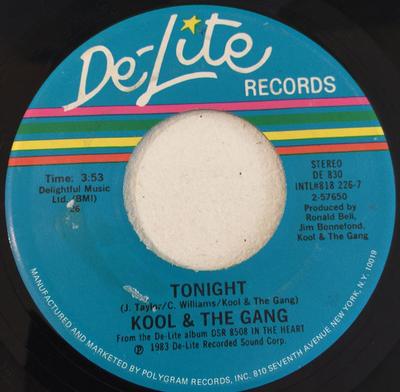 De-Lite
RECORDS
Time: 3:53
Delightful Music
Ltd. (BMI)
26
STEREO
DE 830
INTL#818 226-7
2-57650
Produced by
Ronald Bell,
Jim Bonnefond,
Kool & The Gang
TONIGHT
(J. Taylor/C. Williams/Kool & The Gang)
KOOL & THE GANG
From the De-Lite album DSR 8508 IN THE HEART
℗ 1983 De-Lite Recorded Sound Corp.
MANUFACTURED AND MARKETED BY POLYGRAM RECORDS, INC. 810 SEVENTH AVENUE NEW YORK, N.Y. 10019